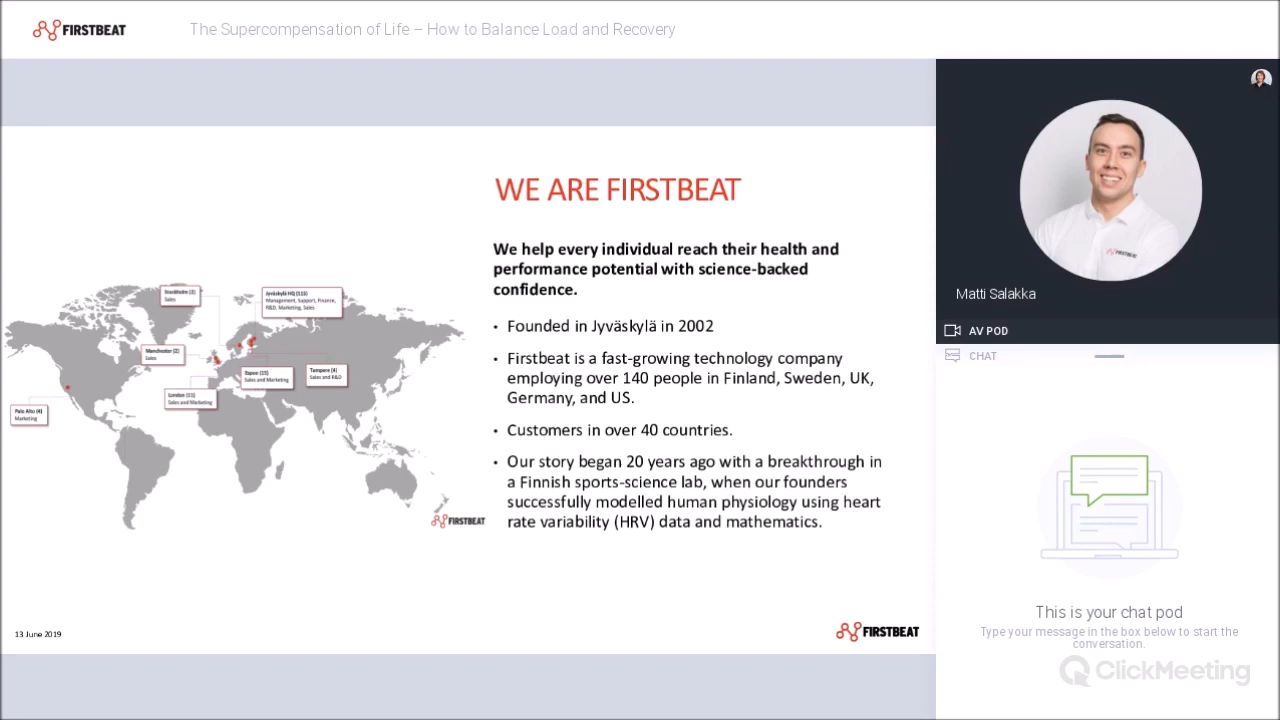 FIRSTBEAT
The Supercompensation of Life – How to Balance Load and Recovery
WE ARE FIRSTBEAT
We help every individual reach their health and
performance potential with science-backed
confidence.
• Founded in Jyväskylä in 2002
• Firstbeat is a fast-growing technology company
employing over 140 people in Finland, Sweden, UK,
Germany, and US.
• Customers in over 40 countries.
• Our story began 20 years ago with a breakthrough in
a Finnish sports-science lab, when our founders
successfully modelled human physiology using heart
rate variability (HRV) data and mathematics.
Stockholm (2)
Sales
Jyväskylä HQ (113)
Management, Support, Finance,
R&D, Marketing, Sales
Manchester (2)
Sales
Espoo (15)
Sales and Marketing
Tampere (4)
Sales and R&D
London (11)
Sales and Marketing
Palo Alto (4)
Marketing
FIRSTBEAT
13 June 2019
FIRSTBEAT
FIRSTBEAT
Matti Salakka
AV POD
CHAT
This is your chat pod
Type your message in the box below to start the
conversation.
ClickMeeting